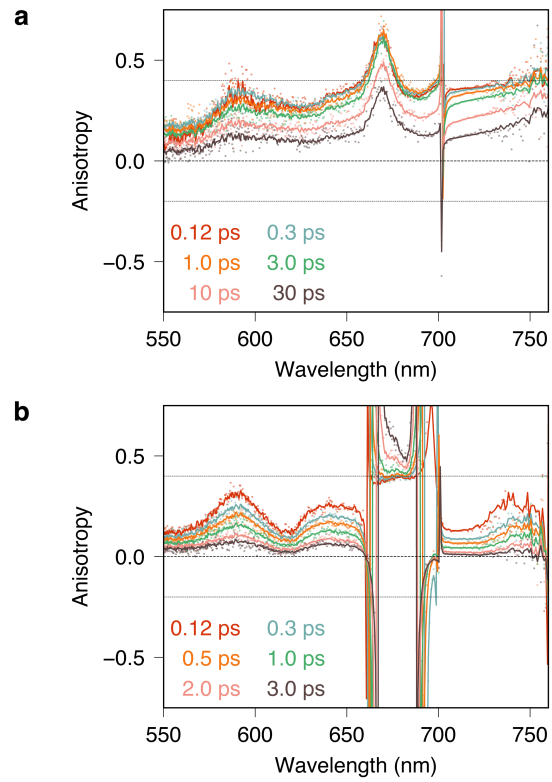 a
Anisotropy
0.5
0.0
−0.5
0.12 ps 0.3 ps
1.0 ps 3.0 ps
10 ps 30 ps
550 600 650 700 750
Wavelength (nm)
b
Anisotropy
0.5
0.0
−0.5
0.12 ps 0.3 ps
0.5 ps 1.0 ps
2.0 ps 3.0 ps
550 600 650 700 750
Wavelength (nm)